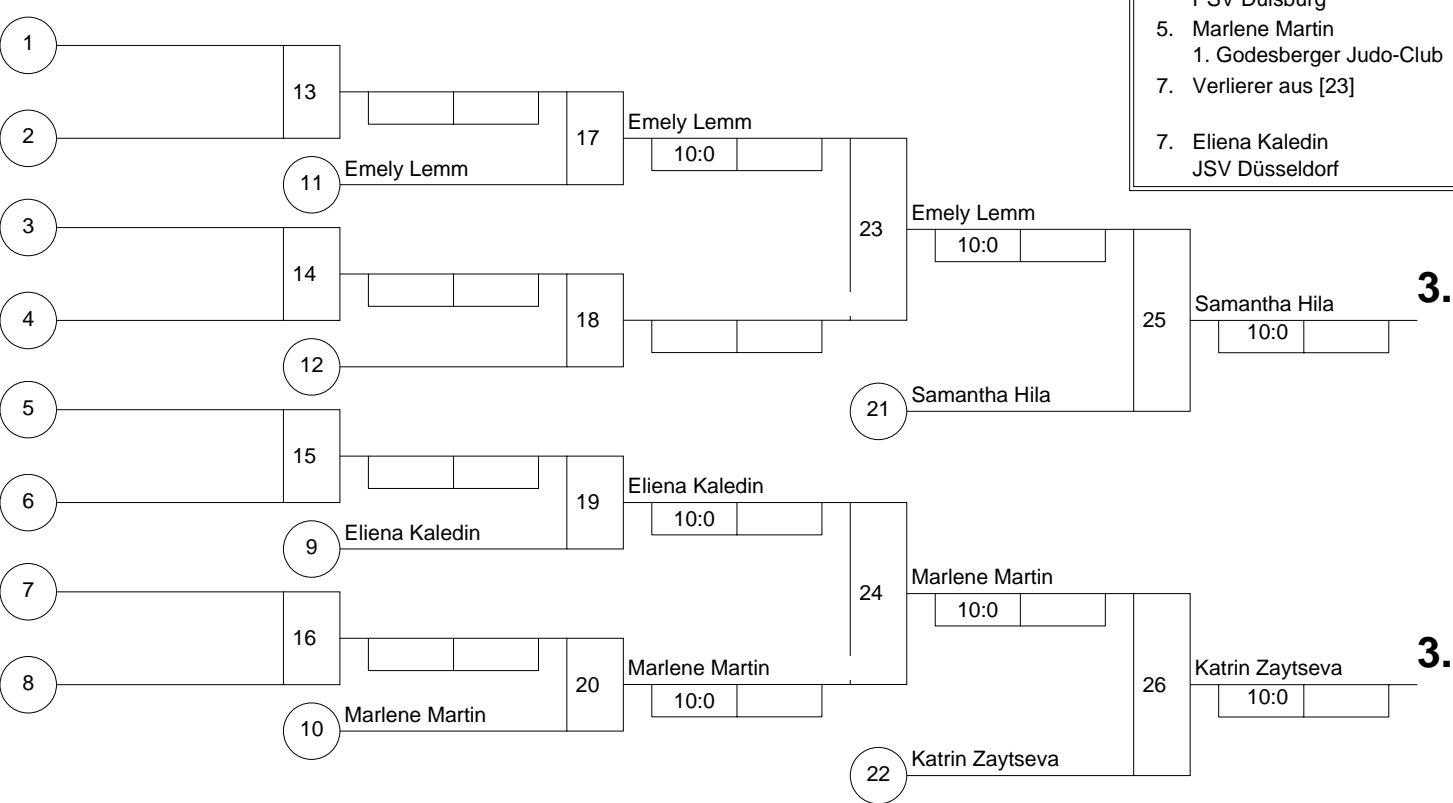 PSV Duisburg
5. Marlene Martin
1. Godesberger Judo-Club
7. Verlierer aus [23]
7. Eliena Kaledin
JSV Düsseldorf
1
13
2
17
Emely Lemm
10:0
11
Emely Lemm
3
23
Emely Lemm
10:0
14
4
18
25
Samantha Hila
3.
10:0
12
5
21
Samantha Hila
15
6
19
Eliena Kaledin
10:0
9
Eliena Kaledin
7
24
Marlene Martin
10:0
16
8
20
Marlene Martin
10:0
26
Katrin Zaytseva
3.
10:0
10
Marlene Martin
22
Katrin Zaytseva